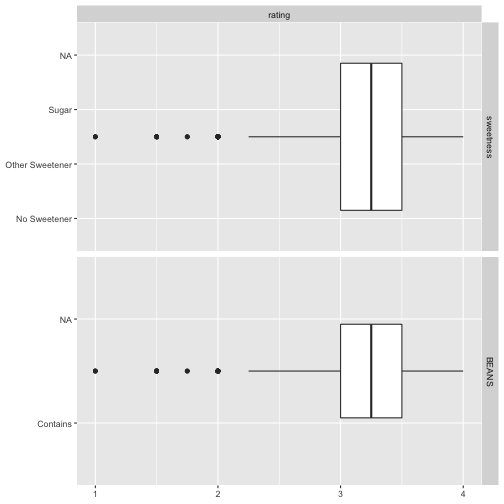 rating
NA
Sugar
Other Sweetener
No Sweetener
sweetness
NA
Contains
BEANS
1
2
3
4